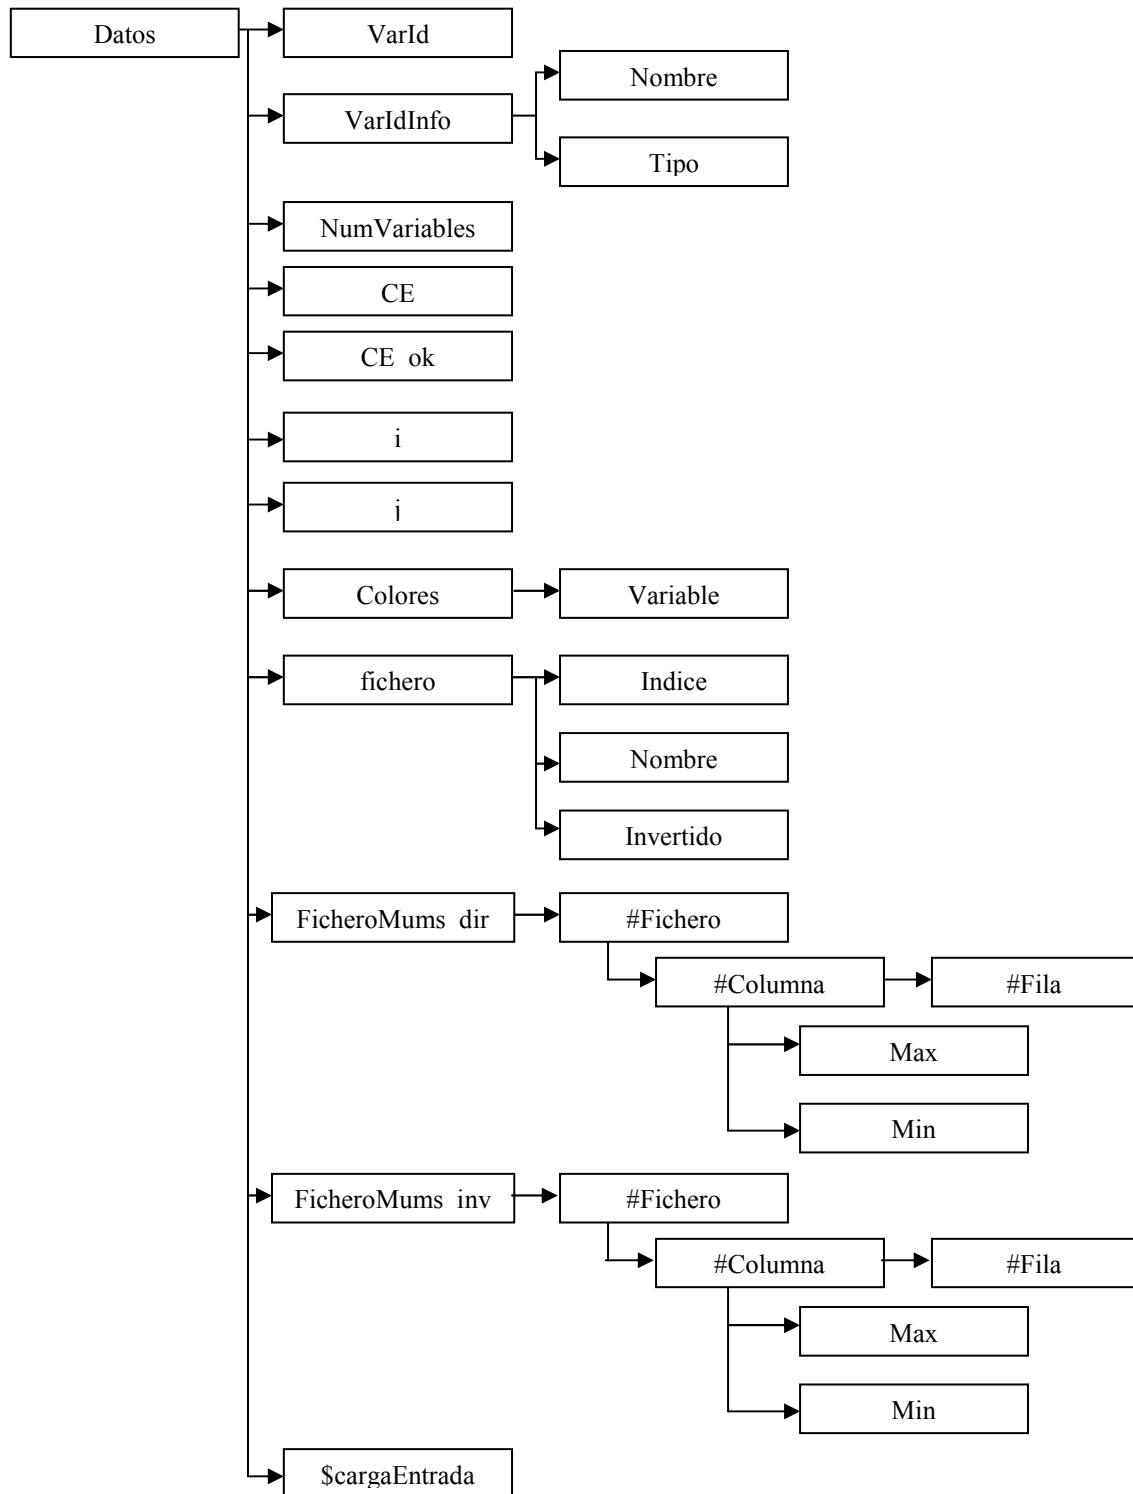 Datos
VarId
Nombre
VarIdInfo
Tipo
NumVariables
CE
CE ok
i
j
Colores
Variable
fichero
Indice
Nombre
Invertido
FicheroMums dir
#Fichero
#Columna
#Fila
Max
Min
FicheroMums inv
#Fichero
#Columna
#Fila
Max
Min
$cargaEntrada